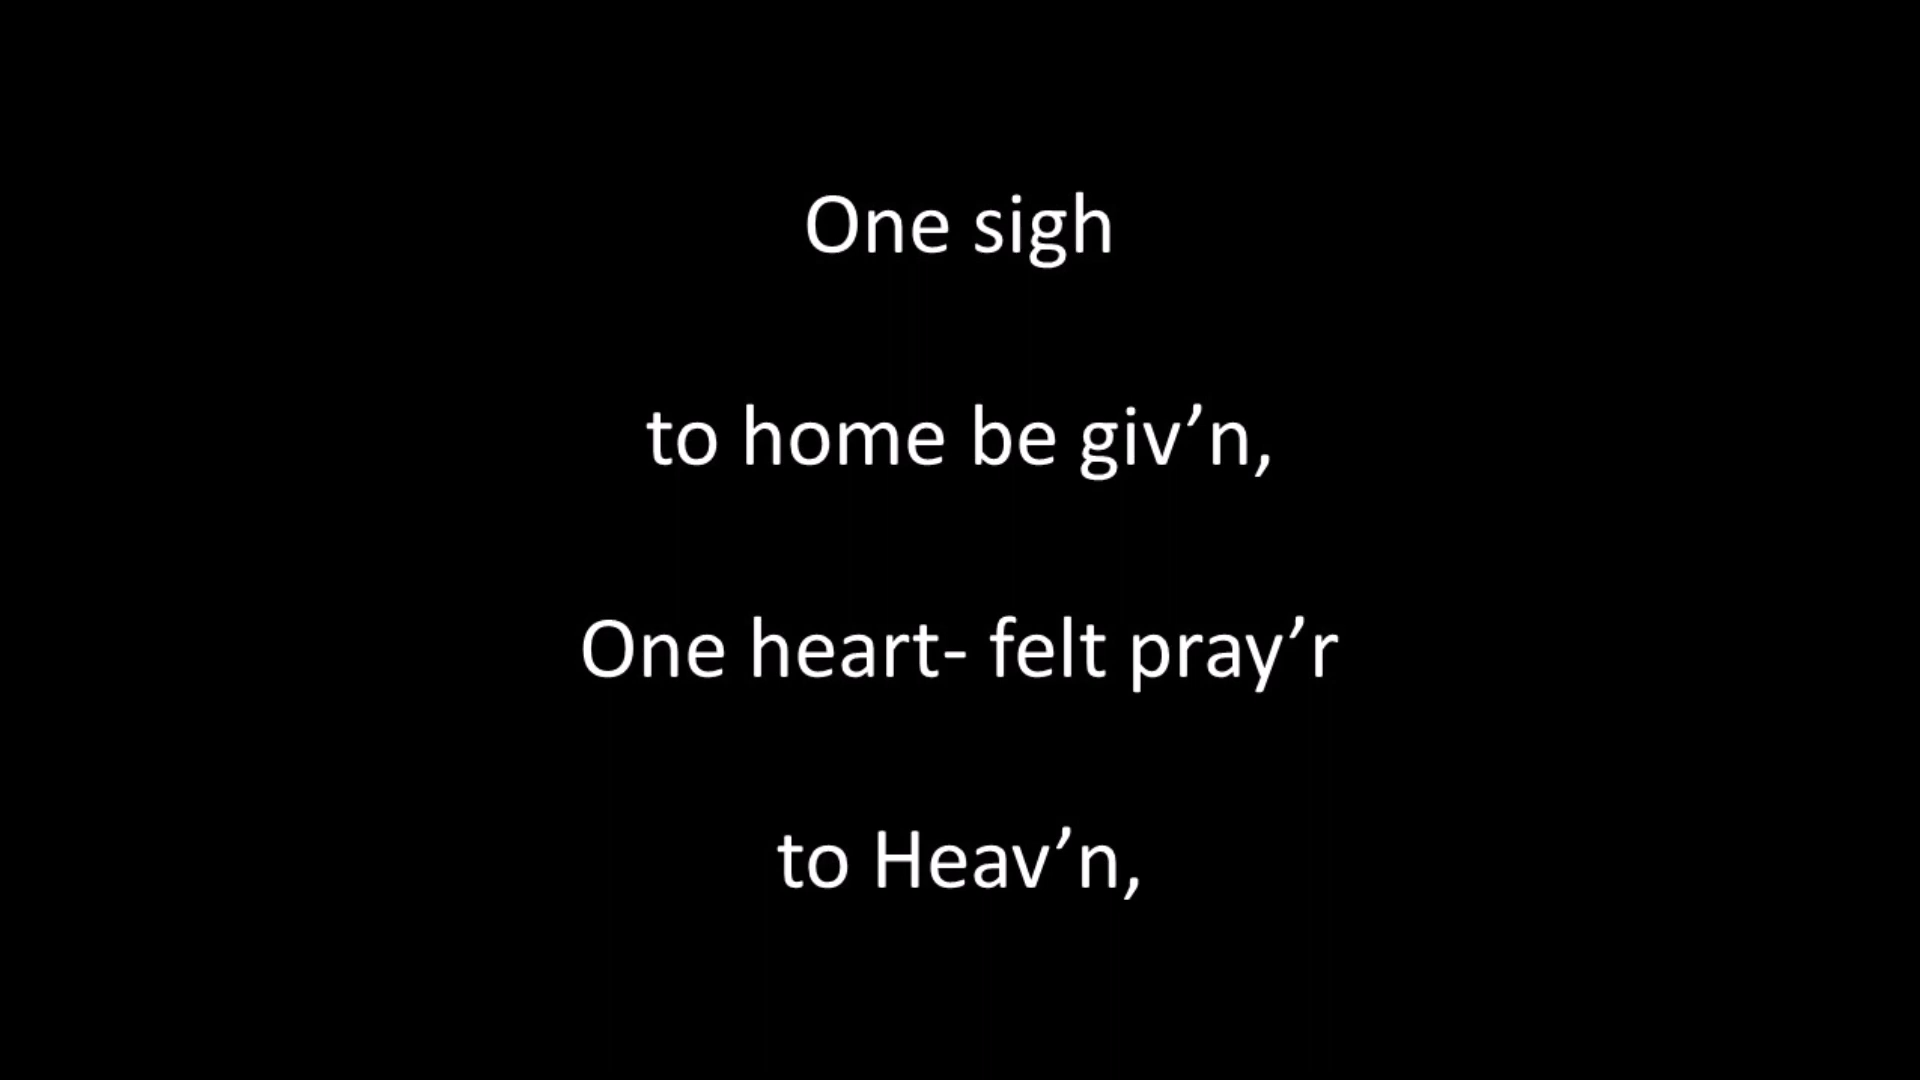 One sigh
to home be giv’n,
One heart- felt pray’r
to Heav’n,